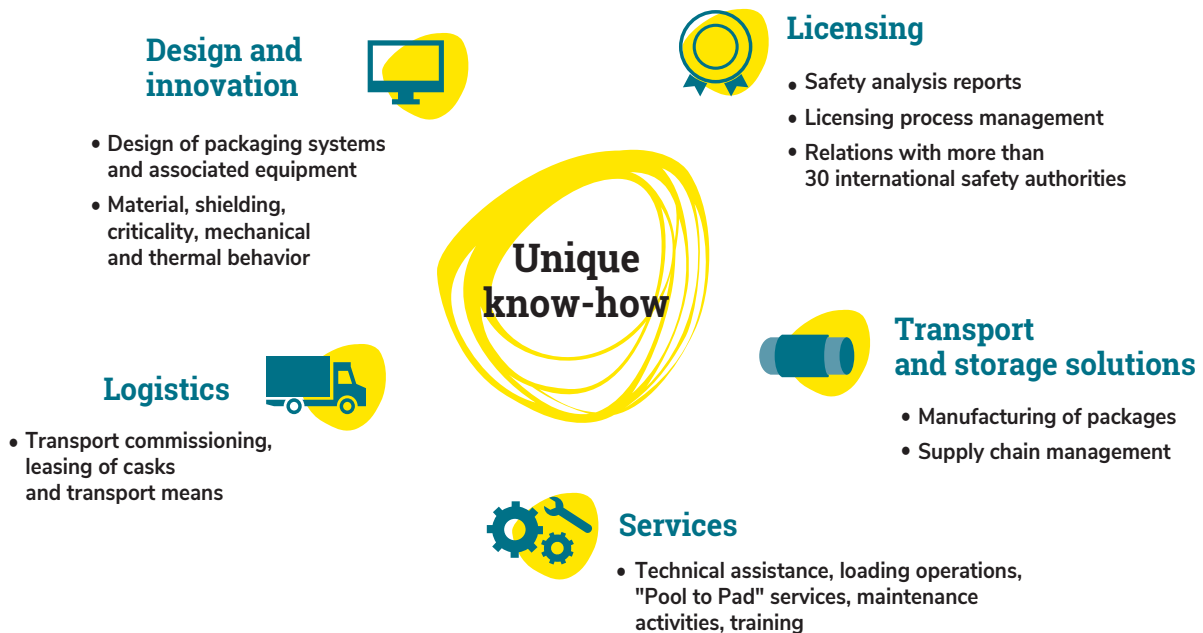 Design and
innovation
• Design of packaging systems
and associated equipment
• Material, shielding,
criticality, mechanical
and thermal behavior
Licensing
• Safety analysis reports
• Licensing process management
• Relations with more than
30 international safety authorities
Unique
know-how
Transport
and storage solutions
• Manufacturing of packages
• Supply chain management
Logistics
• Transport commissioning,
leasing of casks
and transport means
Services
• Technical assistance, loading operations,
"Pool to Pad" services, maintenance
activities, training